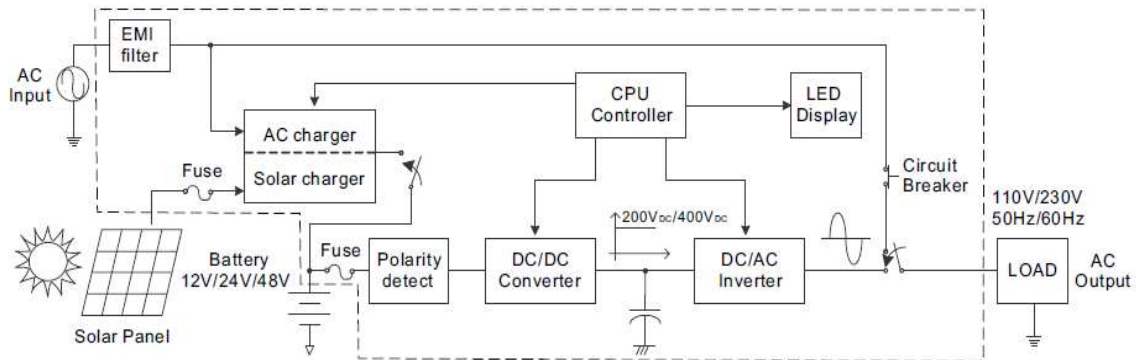 EMI
filter
AC
Input
CPU
Controller
LED
Display
AC charger
Solar charger
Fuse
Circuit
Breaker
110V/230V
50Hz/60Hz
200VDC/400VDC
Fuse
Battery
12V/24V/48V
Polarity
detect
DC/DC
Converter
DC/AC
Inverter
LOAD
AC
Output
Solar Panel